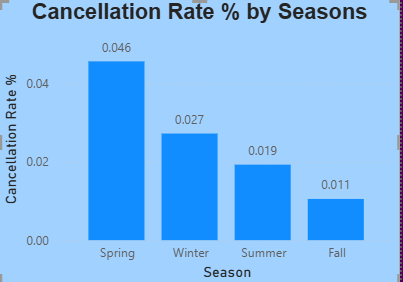 Cancellation Rate % by Seasons
Cancellation Rate %
0.04
0.02
0.00
0.046
0.027
0.019
0.011
Spring
Winter
Summer
Fall
Season